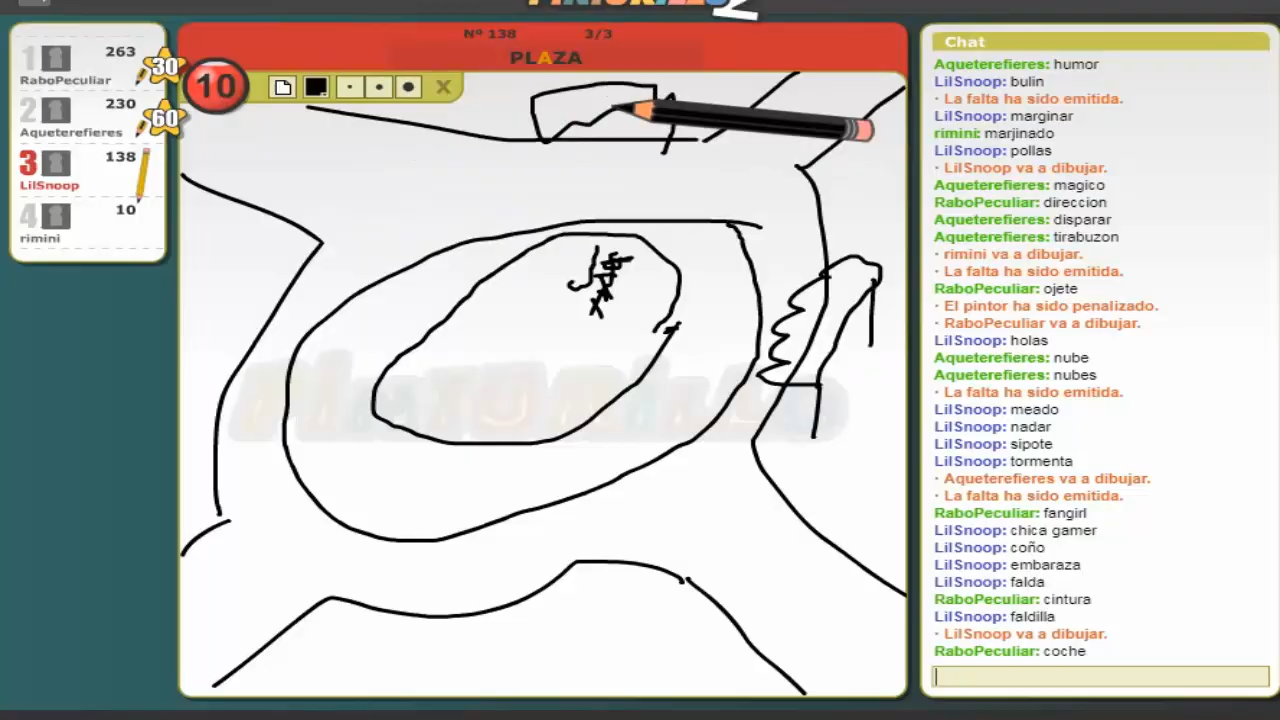 Nº 138 3/3
PLAZA
10
1 263 30
RaboPeculiar
2 230 60
Aqueterefieres
3 138
LilSnoop
4 10
rimini
Chat
Aqueterefieres: humor
LilSnoop: bulin
· La falta ha sido emitida.
LilSnoop: marginar
rimini: marjinado
LilSnoop: pollas
· LilSnoop va a dibujar.
Aqueterefieres: magico
RaboPeculiar: direccion
Aqueterefieres: disparar
Aqueterefieres: tirabuzon
· rimini va a dibujar.
· La falta ha sido emitida.
RaboPeculiar: ojete
· El pintor ha sido penalizado.
· RaboPeculiar va a dibujar.
LilSnoop: holas
Aqueterefieres: nube
Aqueterefieres: nubes
· La falta ha sido emitida.
LilSnoop: meado
LilSnoop: nadar
LilSnoop: sipote
LilSnoop: tormenta
· Aqueterefieres va a dibujar.
· La falta ha sido emitida.
RaboPeculiar: fangirl
LilSnoop: chica gamer
LilSnoop: coño
LilSnoop: embaraza
LilSnoop: falda
RaboPeculiar: cintura
LilSnoop: faldilla
· LilSnoop va a dibujar.
RaboPeculiar: coche